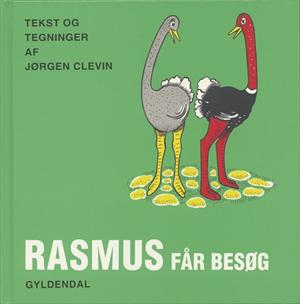 TEKST OG
TEGNINGER
AF
JØRGEN CLEVIN
RASMUS FÅR BESØG
GYLDENDAL